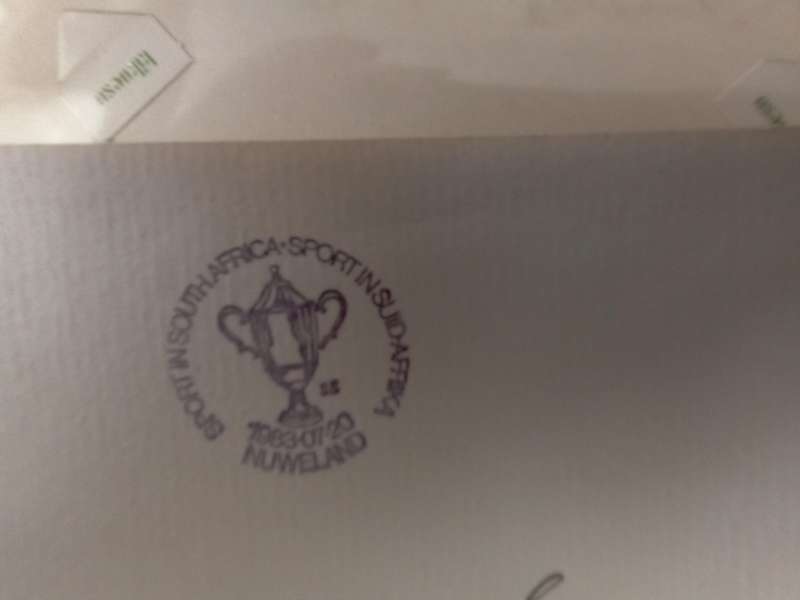 SPORT IN SOUTH AFRICA · SPORT IN SUID-AFRIKA
1983-07-20
NUWELAND